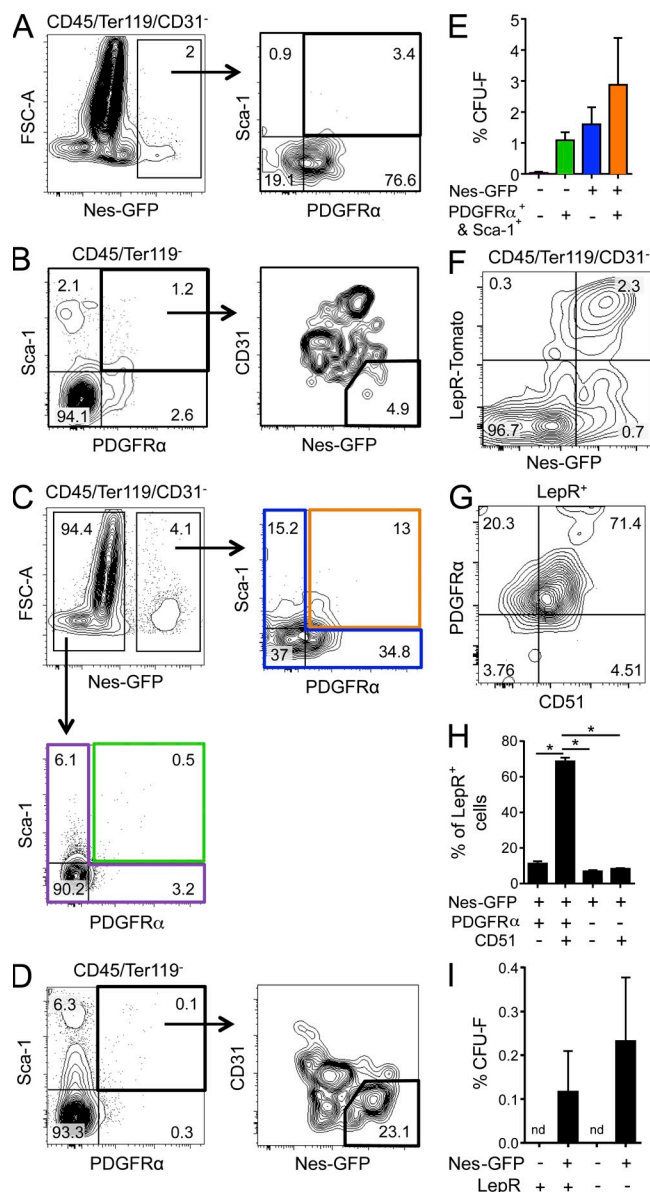 A
CD45/Ter119/CD31-
2
FSC-A
Nes-GFP
0.9
3.4
Sca-1
19.1
76.6
PDGFRα
B
CD45/Ter119-
2.1
1.2
Sca-1
94.1
2.6
PDGFRα
CD31
4.9
Nes-GFP
C
CD45/Ter119/CD31-
94.4
4.1
FSC-A
Nes-GFP
15.2
13
Sca-1
37
34.8
PDGFRα
6.1
0.5
Sca-1
90.2
3.2
PDGFRα
D
CD45/Ter119-
6.3
0.1
Sca-1
93.3
0.3
PDGFRα
CD31
23.1
Nes-GFP
E
% CFU-F
5
4
3
2
1
0
Nes-GFP - - + +
PDGFRα+ & Sca-1+ - + - +
F
CD45/Ter119/CD31-
0.3
2.3
LepR-Tomato
96.7
0.7
Nes-GFP
G
LepR+
20.3
71.4
PDGFRα
3.76
4.51
CD51
H
% of LepR+
cells
80
60
40
20
0
*
*
*
Nes-GFP + + + +
PDGFRα + + - -
CD51 - + - +
I
% CFU-F
0.4
0.3
0.2
0.1
0.0
nd
nd
Nes-GFP - + - +
LepR + + - -